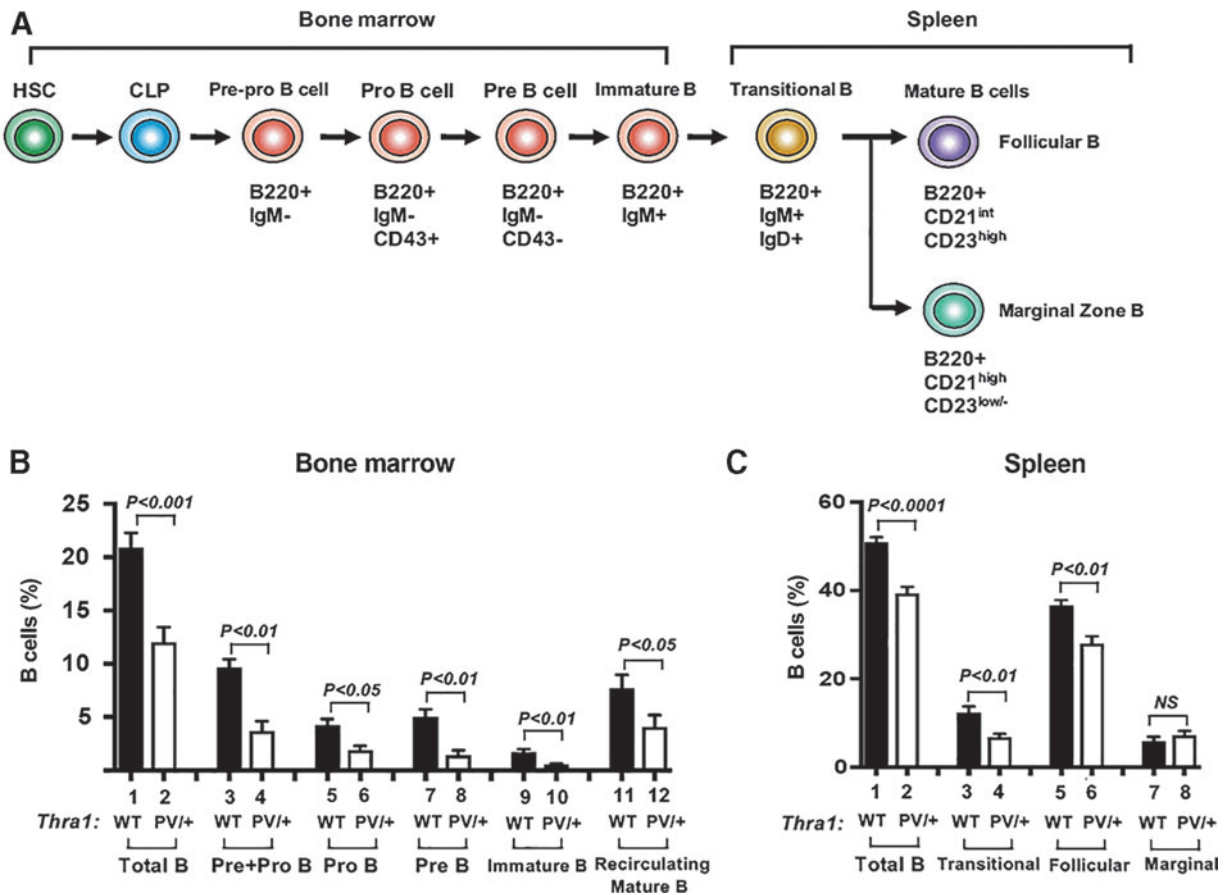 A
Bone marrow
Spleen
HSC
CLP
Pre-pro B cell
Pro B cell
Pre B cell
Immature B
Transitional B
Mature B cells
Follicular B
B220+
IgM-
B220+
IgM-
CD43+
B220+
IgM-
CD43-
B220+
IgM+
B220+
IgM+
IgD+
B220+
CD21int
CD23high
Marginal Zone B
B220+
CD21high
CD23low/-
B
Bone marrow
B cells (%)
25
20
15
10
5
P<0.001
P<0.01
P<0.05
P<0.01
P<0.01
P<0.05
1 2 3 4 5 6 7 8 9 10 11 12
Thra1: WT PV/+ WT PV/+ WT PV/+ WT PV/+ WT PV/+ WT PV/+
Total B Pre+Pro B Pro B Pre B Immature B Recirculating
Mature B
C
Spleen
B cells (%)
60
40
20
0
P<0.0001
P<0.01
P<0.01
NS
1 2 3 4 5 6 7 8
Thra1: WT PV/+ WT PV/+ WT PV/+ WT PV/+
Total B Transitional Follicular Marginal